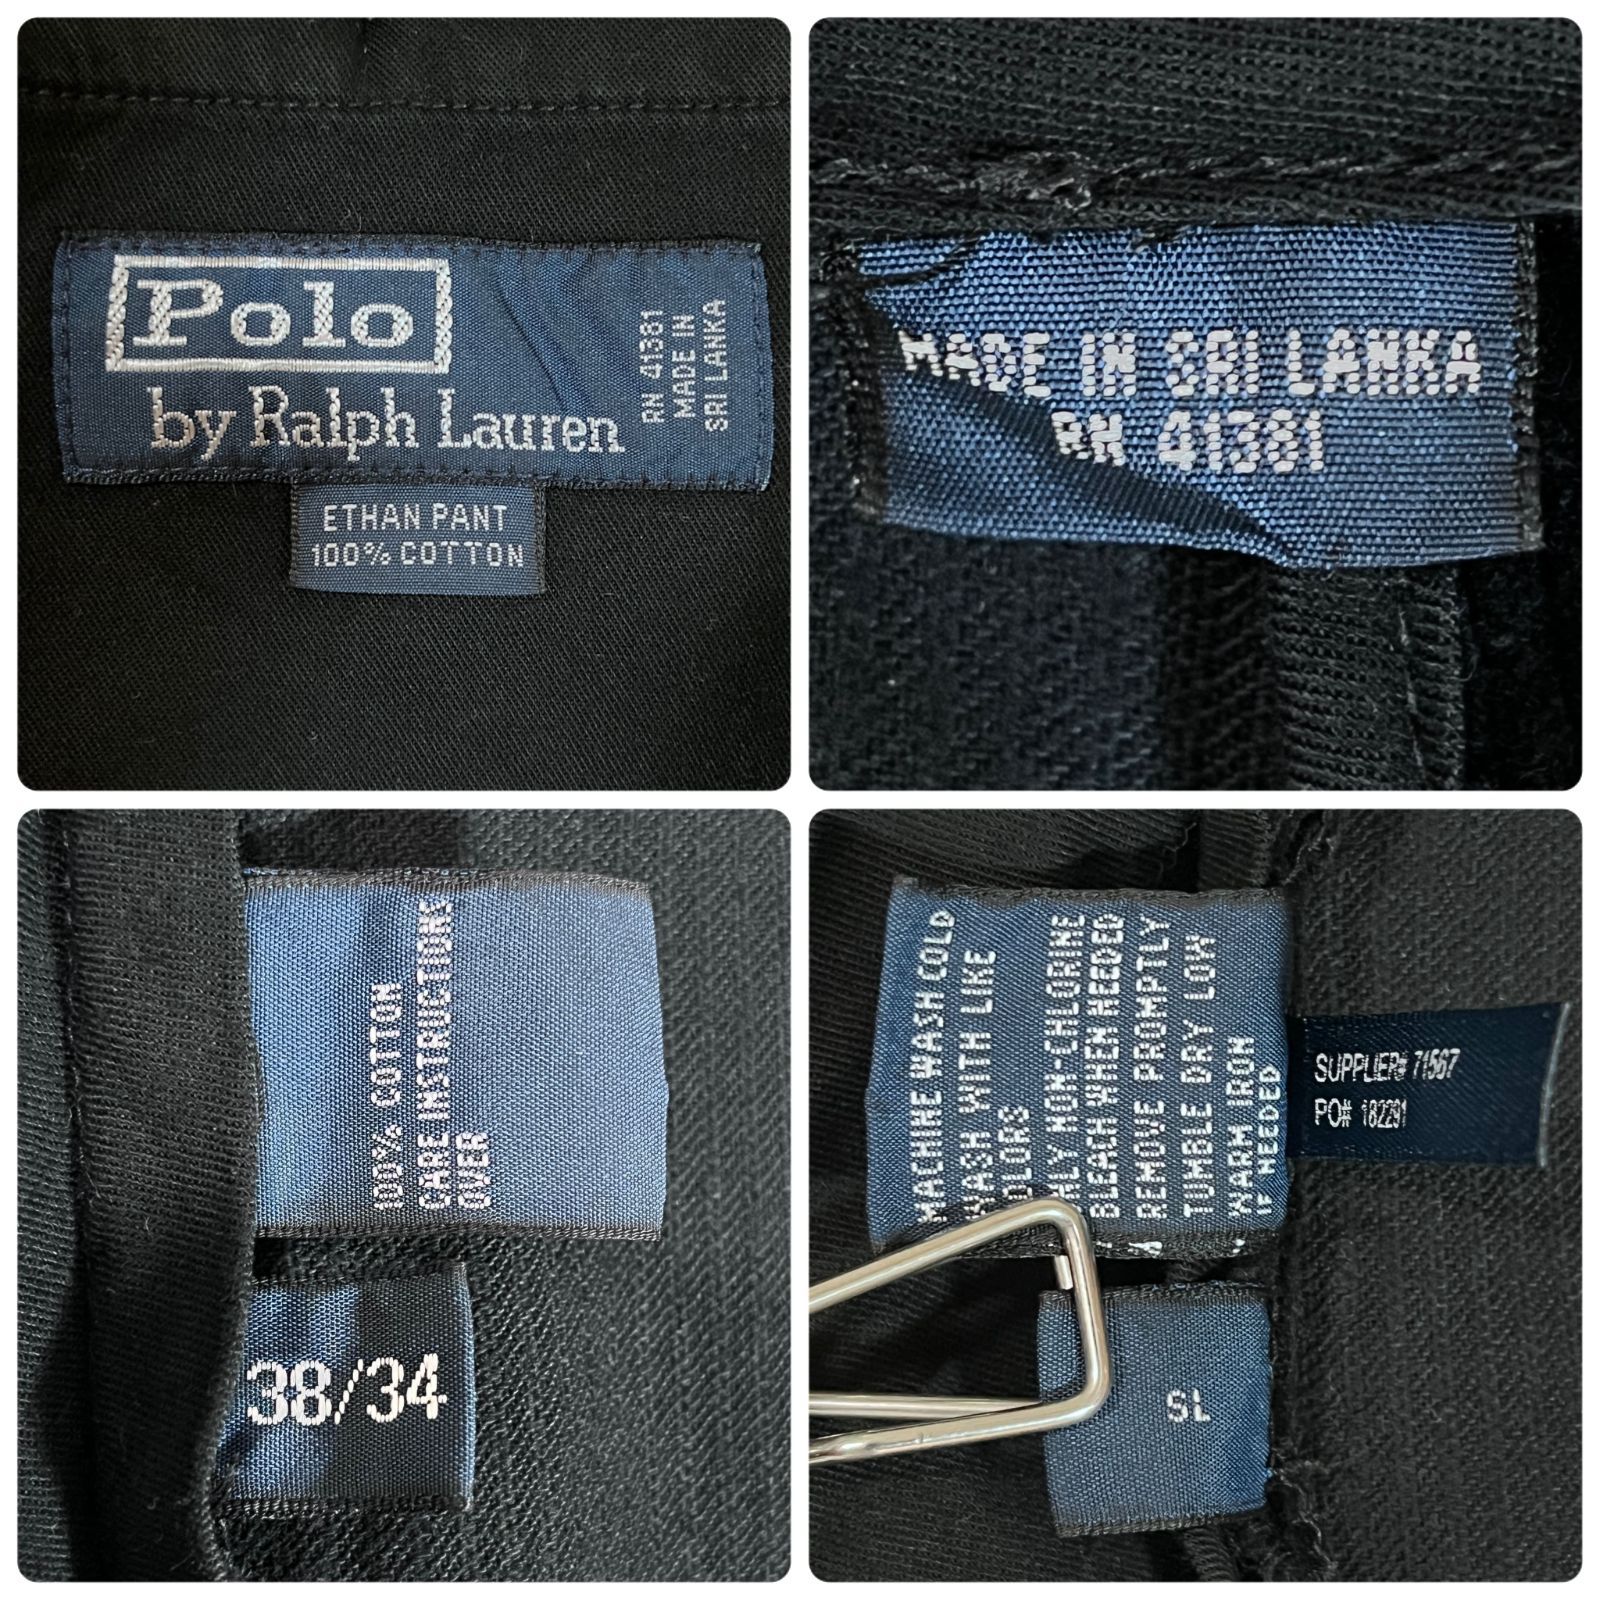 Polo
by Ralph Lauren
RN 41381
MADE IN
SRI LANKA
ETHAN PANT
100% COTTON
MADE IN SRI LANKA
RN 41381
100% COTTON
CARE INSTRUCTIONS
OVER
38/34
MACHINE WASH COLD
WASH WITH LIKE
COLORS
ONLY NON-CHLORINE
BLEACH WHEN NEEDED
REMOVE PROMPTLY
TUMBLE DRY LOW
WARM IRON
IF NEEDED
SUPPLIER# 71567
PO# 182291
SL